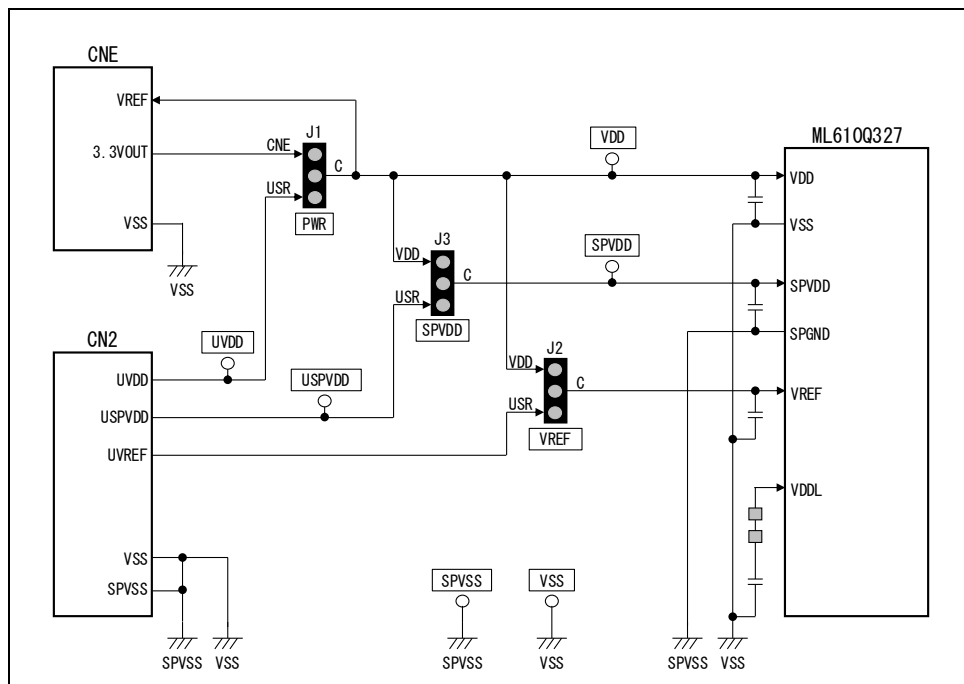 CNE
VREF
3.3VOUT
VSS
VSS
J1
CNE
C
USR
PWR
VDD
ML610Q327
VDD
VSS
SPVDD
SPGND
VREF
VDDL
J3
VDD
C
USR
SPVDD
SPVDD
J2
VDD
C
USR
VREF
CN2
UVDD
USPVDD
UVREF
VSS
SPVSS
UVDD
USPVDD
SPVSS
VSS
SPVSS
SPVSS
VSS
VSS
SPVSS
VSS